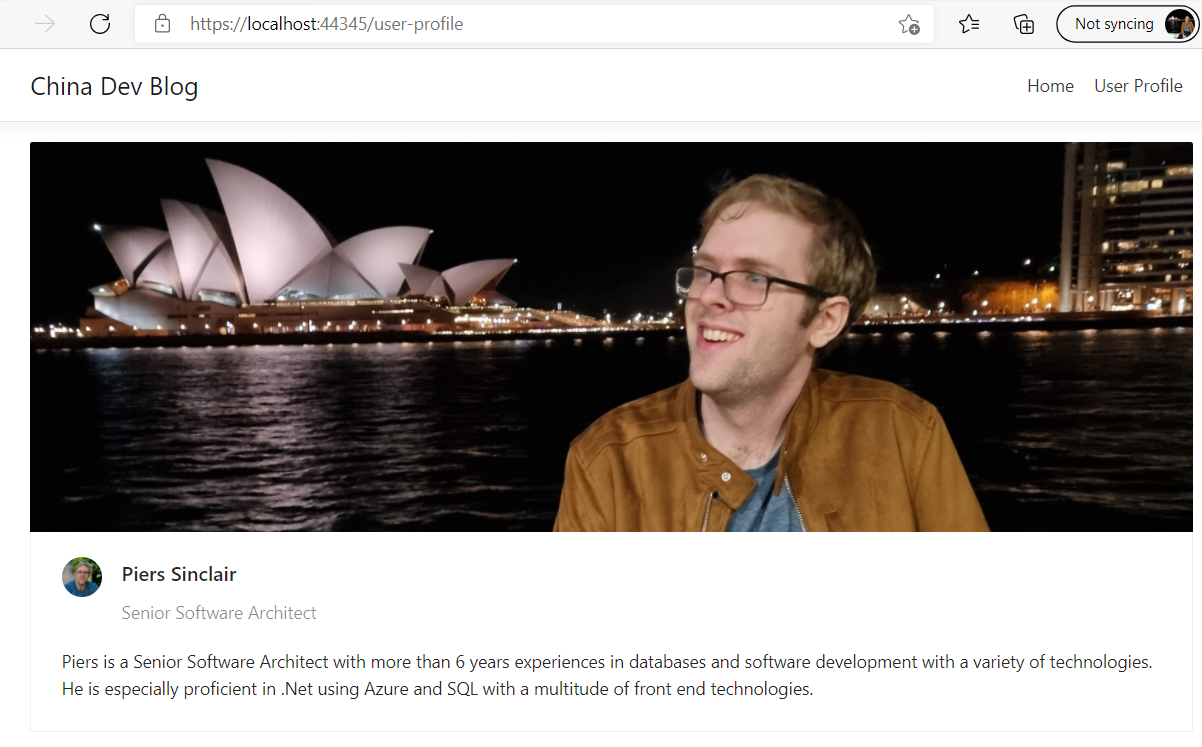 https://localhost:44345/user-profile
Not syncing
China Dev Blog
Home
User Profile
Piers Sinclair
Senior Software Architect
Piers is a Senior Software Architect with more than 6 years experiences in databases and software development with a variety of technologies.
He is especially proficient in .Net using Azure and SQL with a multitude of front end technologies.